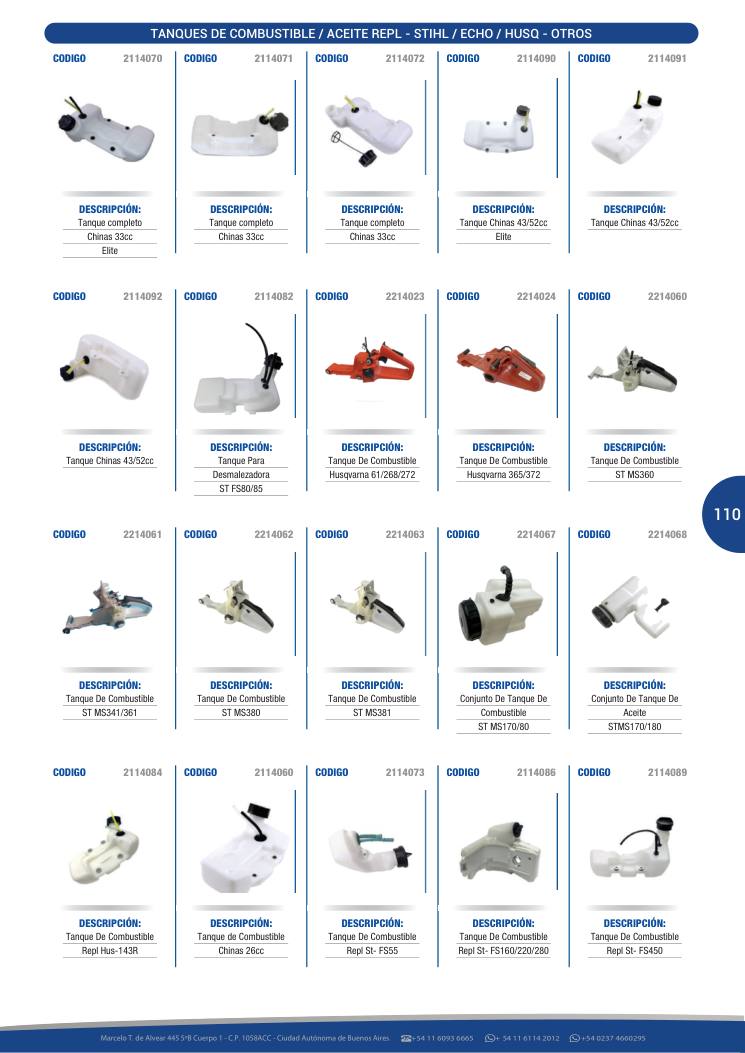 TANQUES DE COMBUSTIBLE / ACEITE REPL - STIHL / ECHO / HUSQ - OTROS
CODIGO 2114070
DESCRIPCIÓN:
Tanque completo
Chinas 33cc
Elite
CODIGO 2114071
DESCRIPCIÓN:
Tanque completo
Chinas 33cc
CODIGO 2114072
DESCRIPCIÓN:
Tanque completo
Chinas 33cc
CODIGO 2114090
DESCRIPCIÓN:
Tanque Chinas 43/52cc
Elite
CODIGO 2114091
DESCRIPCIÓN:
Tanque Chinas 43/52cc
CODIGO 2114092
DESCRIPCIÓN:
Tanque Chinas 43/52cc
CODIGO 2114082
DESCRIPCIÓN:
Tanque Para
Desmalezadora
ST FS80/85
CODIGO 2214023
DESCRIPCIÓN:
Tanque De Combustible
Husqvarna 61/268/272
CODIGO 2214024
DESCRIPCIÓN:
Tanque De Combustible
Husqvarna 365/372
CODIGO 2214060
DESCRIPCIÓN:
Tanque De Combustible
ST MS360
110
CODIGO 2214061
DESCRIPCIÓN:
Tanque De Combustible
ST MS341/361
CODIGO 2214062
DESCRIPCIÓN:
Tanque De Combustible
ST MS380
CODIGO 2214063
DESCRIPCIÓN:
Tanque De Combustible
ST MS381
CODIGO 2214067
DESCRIPCIÓN:
Conjunto De Tanque De
Combustible
ST MS170/80
CODIGO 2214068
DESCRIPCIÓN:
Conjunto De Tanque De
Aceite
STMS170/180
CODIGO 2114084
DESCRIPCIÓN:
Tanque De Combustible
Repl Hus-143R
CODIGO 2114060
DESCRIPCIÓN:
Tanque de Combustible
Chinas 26cc
CODIGO 2114073
DESCRIPCIÓN:
Tanque De Combustible
Repl St- FS55
CODIGO 2114086
DESCRIPCIÓN:
Tanque De Combustible
Repl St- FS160/220/280
CODIGO 2114089
DESCRIPCIÓN:
Tanque De Combustible
Repl St- FS450
Marcelo T. de Alvear 445 5ºB Cuerpo 1 - C.P. 1058ACC - Ciudad Autónoma de Buenos Aires. +54 11 6093 6665 + 54 11 6114 2012 +54 0237 4660295